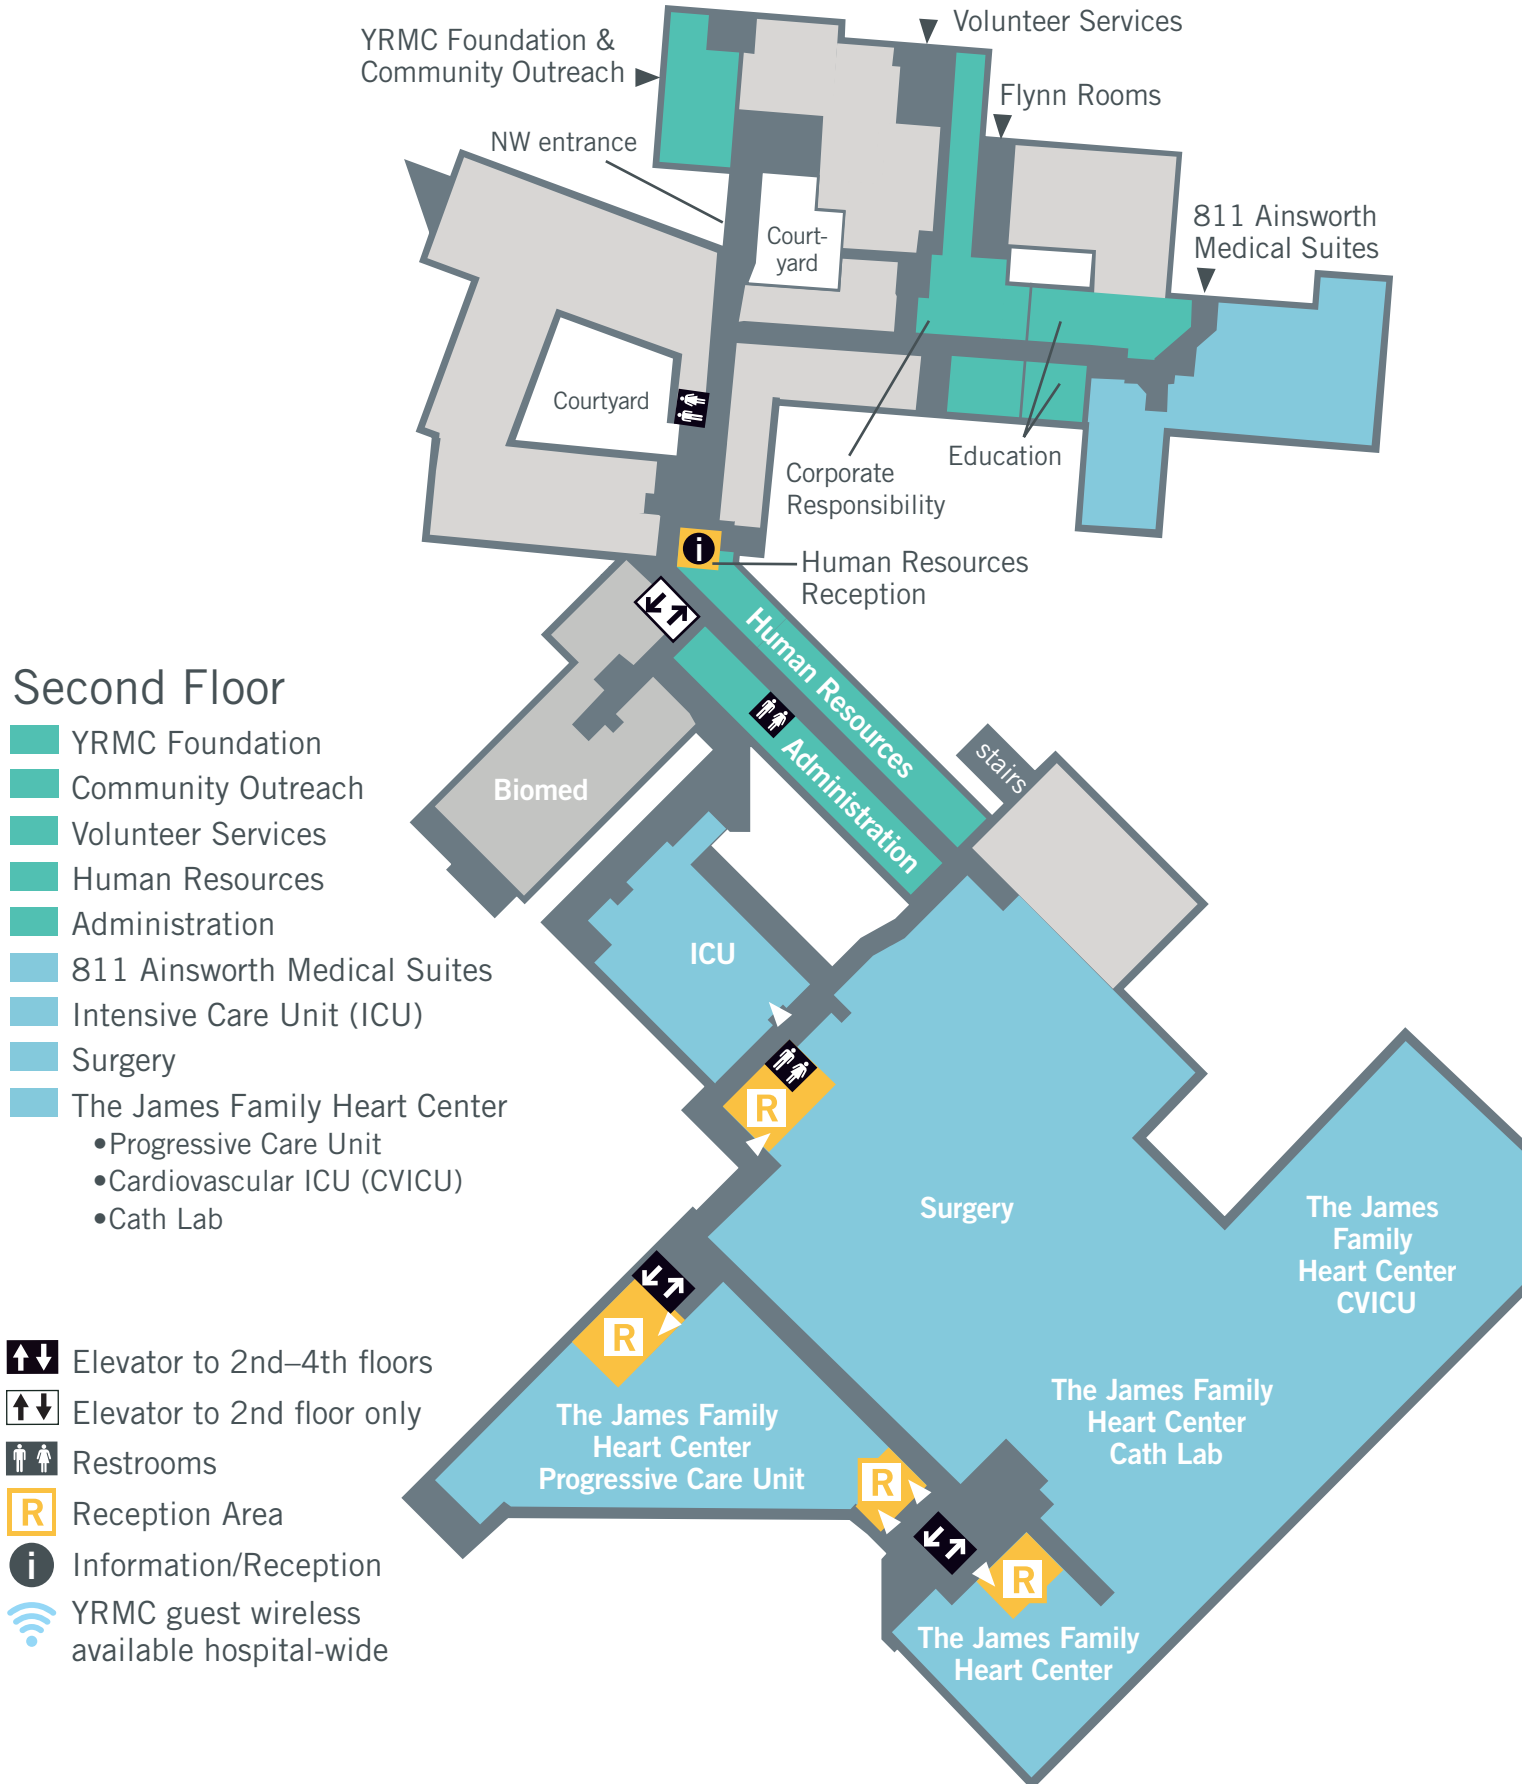 Volunteer Services
YRMC Foundation &
Community Outreach
Flynn Rooms
NW entrance
811 Ainsworth
Medical Suites
Court-
yard
Courtyard
Education
Corporate
Responsibility
i
Human Resources
Reception
Human Resources
Administration
stairs
Biomed
ICU
R
Surgery
The James
Family
Heart Center
CVICU
R
The James Family
Heart Center
Cath Lab
The James Family
Heart Center
Progressive Care Unit
R
R
The James Family
Heart Center
Second Floor
YRMC Foundation
Community Outreach
Volunteer Services
Human Resources
Administration
811 Ainsworth Medical Suites
Intensive Care Unit (ICU)
Surgery
The James Family Heart Center
•Progressive Care Unit
•Cardiovascular ICU (CVICU)
•Cath Lab
Elevator to 2nd–4th floors
Elevator to 2nd floor only
Restrooms
R Reception Area
i Information/Reception
YRMC guest wireless
available hospital-wide